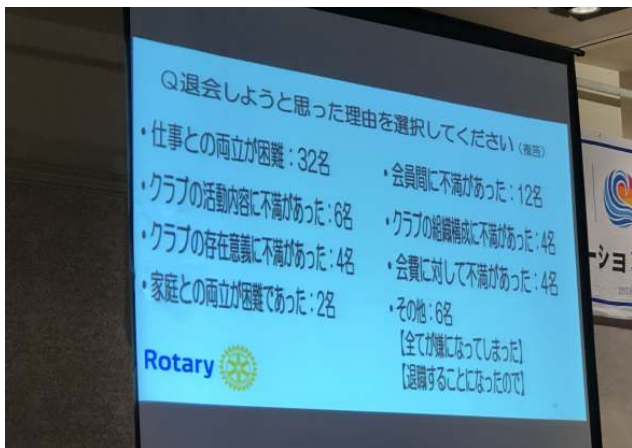 Q退会しようと思った理由を選択してください(複答)
・仕事との両立が困難:32名
・クラブの活動内容に不満があった:6名
・クラブの存在意義に不満があった:4名
・家庭との両立が困難であった:2名
・会員間に不満があった:12名
・クラブの組織構成に不満があった:4名
・会費に対して不満があった:4名
・その他:6名
【全てが嫌になってしまった】
【退職することになったので】
Rotary
ーショ